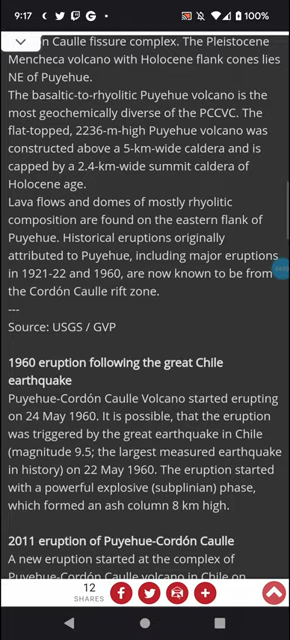 9:17
100%
n Caulle fissure complex. The Pleistocene
Mencheca volcano with Holocene flank cones lies
NE of Puyehue.
The basaltic-to-rhyolitic Puyehue volcano is the
most geochemically diverse of the PCCVC. The
flat-topped, 2236-m-high Puyehue volcano was
constructed above a 5-km-wide caldera and is
capped by a 2.4-km-wide summit caldera of
Holocene age.
Lava flows and domes of mostly rhyolitic
composition are found on the eastern flank of
Puyehue. Historical eruptions originally
attributed to Puyehue, including major eruptions
in 1921-22 and 1960, are now known to be from
the Cordón Caulle rift zone.
---
Source: USGS / GVP
1960 eruption following the great Chile
earthquake
Puyehue-Cordón Caulle Volcano started erupting
on 24 May 1960. It is possible, that the eruption
was triggered by the great earthquake in Chile
(magnitude 9.5; the largest measured earthquake
in history) on 22 May 1960. The eruption started
with a powerful explosive (subplinian) phase,
which formed an ash column 8 km high.
2011 eruption of Puyehue-Cordón Caulle
A new eruption started at the complex of
Puyehue-Cordón Caulle volcano in Chile on
12
SHARES